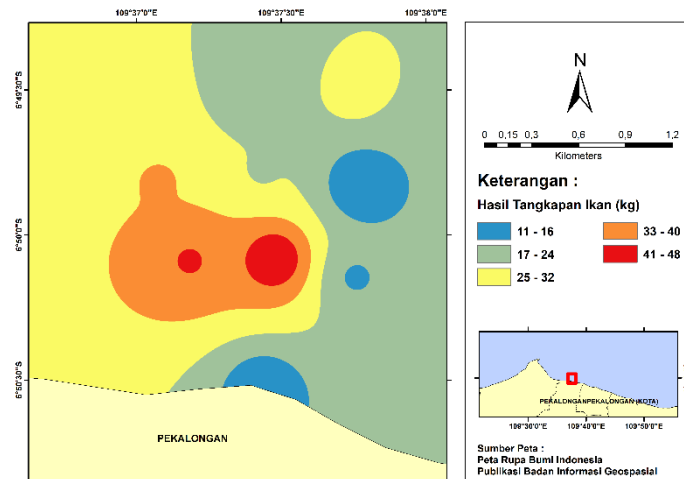 109°37'0"E 109°37'30"E 109°38'0"E
6°49'30"S
6°50'0"S
6°50'30"S
PEKALONGAN
N
0 0,15 0,3 0,6 0,9 1,2
Kilometers
Keterangan :
Hasil Tangkapan Ikan (kg)
11 - 16
17 - 24
25 - 32
33 - 40
41 - 48
PEKALONGAN PEKALONGAN (KOTA)
109°40'0"E 109°50'0"E
Sumber Peta :
Peta Rupa Bumi Indonesia
Publikasi Badan Informasi Geospasial